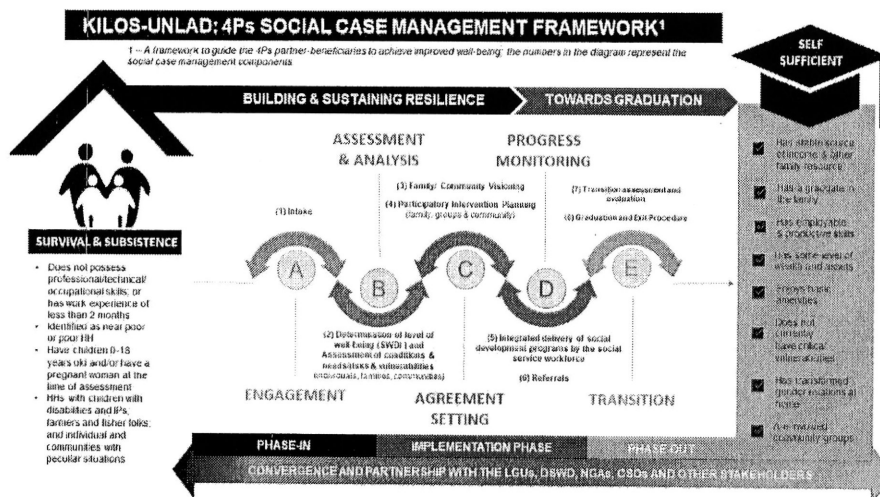 KILOS-UNLAD: 4Ps SOCIAL CASE MANAGEMENT FRAMEWORK¹
1 – A framework to guide the 4Ps partner-beneficiaries to achieve improved well-being; the numbers in the diagram represent the
social case management components
SELF
SUFFICIENT
BUILDING & SUSTAINING RESILIENCE
TOWARDS GRADUATION
ASSESSMENT
& ANALYSIS
PROGRESS
MONITORING
(1) Intake
(3) Family/ Community Visioning
(4) Participatory Intervention Planning
(family, groups & community)
(7) Transition assessment and
evaluation
Graduation and Exit Procedure
A
B
C
D
E
(2) Determination of level of
well-being (SWDI) and
Assessment of conditions &
needs/risks & vulnerabilities
(individuals, families, communities)
(5) Integrated delivery of social
development programs by the social
service workforce
(6) Referrals
ENGAGEMENT
AGREEMENT
SETTING
TRANSITION
SURVIVAL & SUBSISTENCE
• Does not possess
professional/technical/
occupational skills; or
has work experience of
less than 2 months
• Identified as near poor
or poor HH
• Have children 0-18
years old and/or have a
pregnant woman at the
time of assessment
• HHs with children with
disabilities and IPs,
farmers and fisher folks;
and individual and
communities with
peculiar situations
Has stable source
of income & other
family resource
Has a graduate in
the family
Has employable
& productive skills
Has some level of
wealth and assets
Enjoys basic
amenities
Does not
currently
have critical
vulnerabilities
Has transformed
gender relations at
home
community groups
PHASE-IN
IMPLEMENTATION PHASE
PHASE OUT
CONVERGENCE AND PARTNERSHIP WITH THE LGUs, DSWD, NGAs, CSOs AND OTHER STAKEHOLDERS